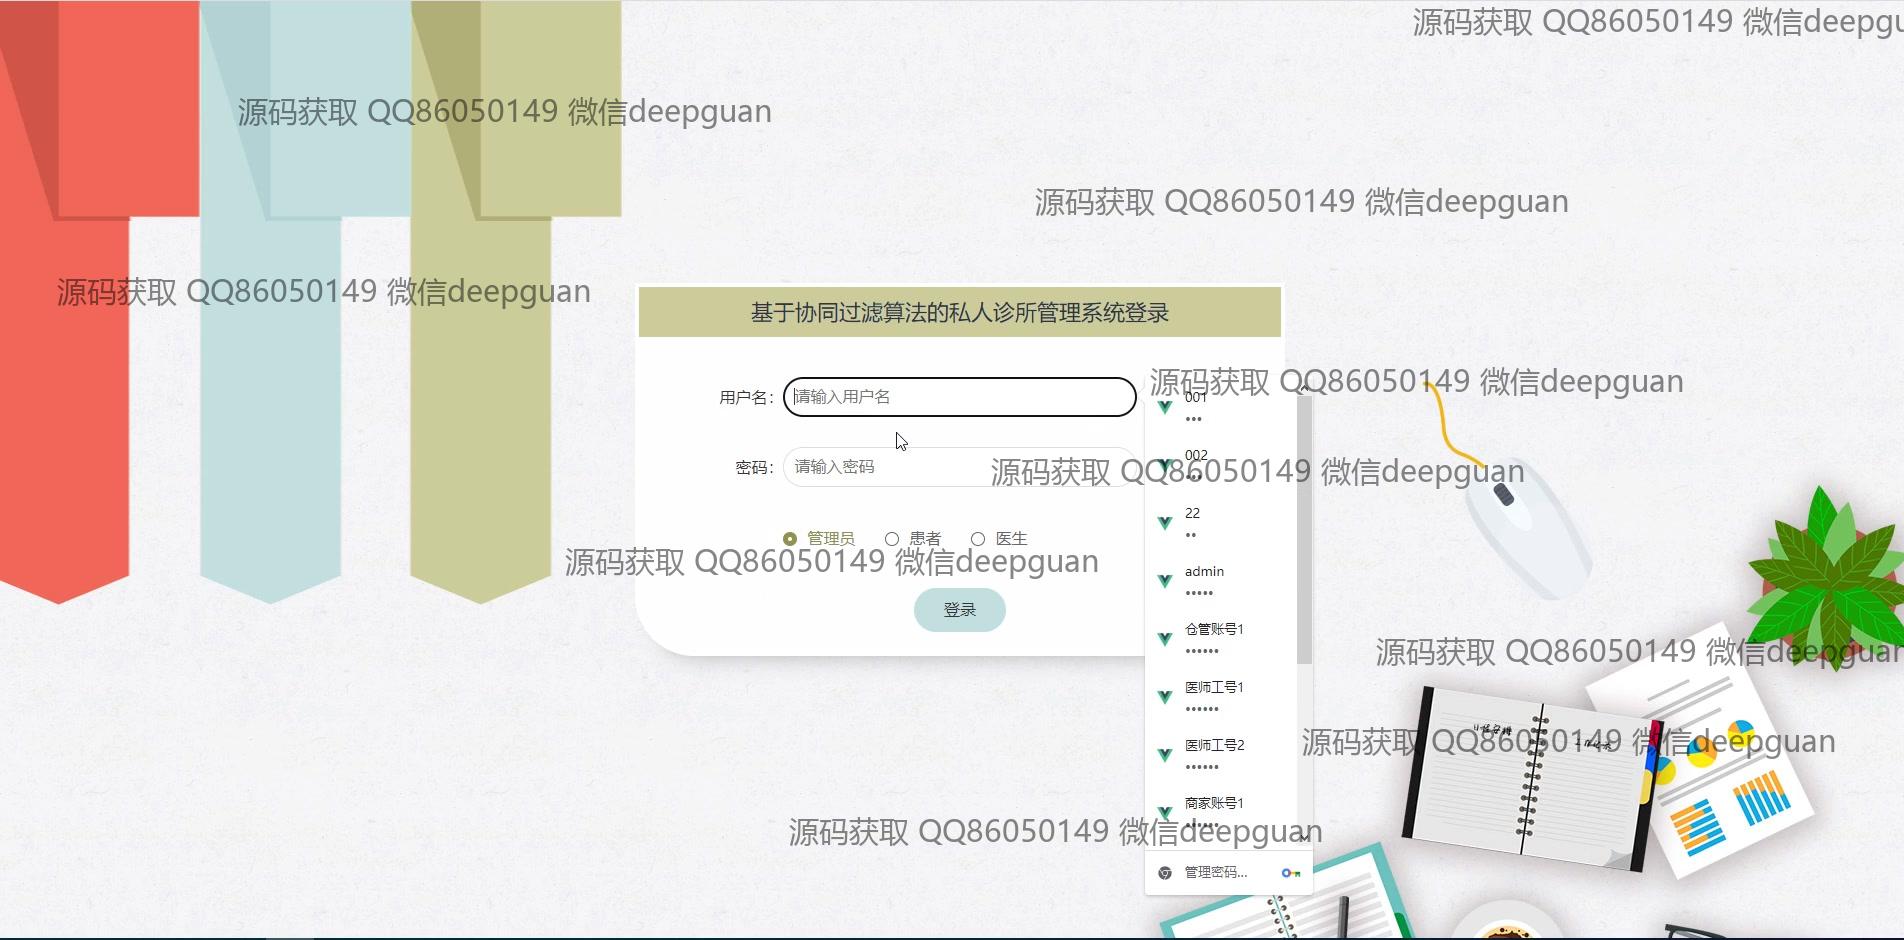 源码获取 QQ86050149 微信deepgu
源码获取 QQ86050149 微信deepguan
源码获取 QQ86050149 微信deepguan
源码获取 QQ86050149 微信deepguan
基于协同过滤算法的私人诊所管理系统登录
源码获取 QQ86050149 微信deepguan
用户名：
请输入用户名
001
•••
002
密码：
请输入密码
源码获取 QQ86050149 微信deepguan
22
••
管理员
患者
医生
源码获取 QQ86050149 微信deepguan
admin
•••••
登录
仓管账号1
••••••
源码获取 QQ86050149 微信deepguan
医师工号1
••••••
医师工号2
••••••
源码获取 QQ86050149 微信deepguan
商家账号1
源码获取 QQ86050149 微信deepguan
管理密码...